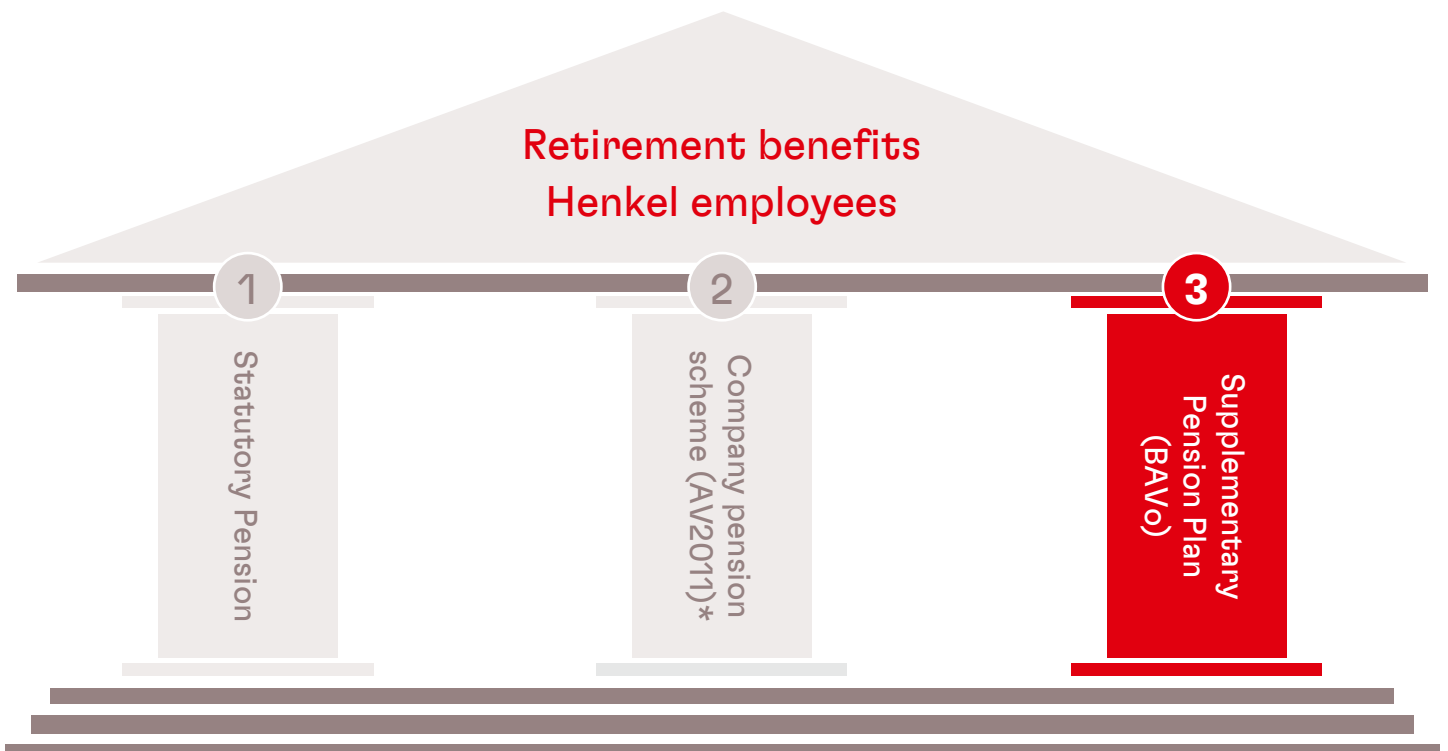 Retirement benefits
Henkel employees
1
Statutory Pension
2
Company pension
scheme (AV2011)*
3
Supplementary
Pension Plan
(BAVo)